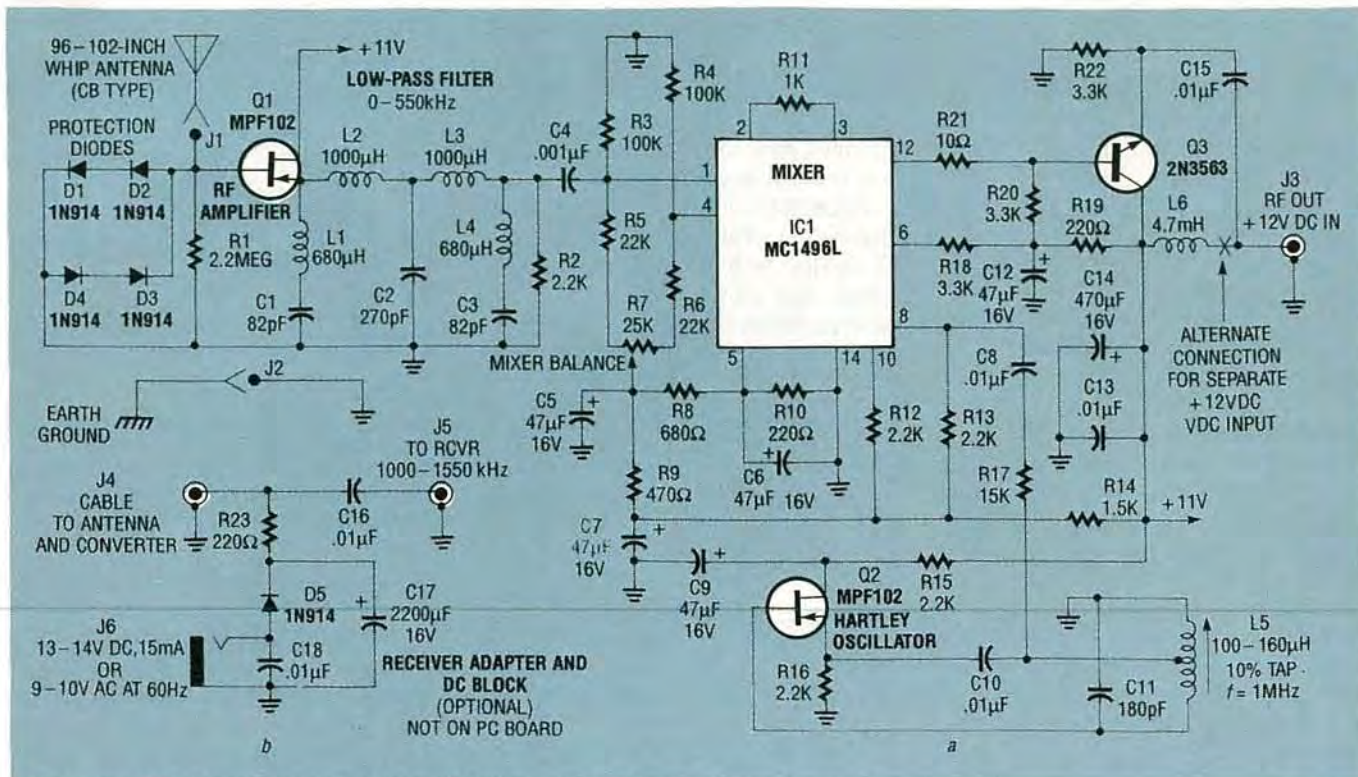 96–102-INCH
WHIP ANTENNA
(CB TYPE)
J1
PROTECTION
DIODES
D1
1N914
D2
1N914
D4
1N914
D3
1N914
Q1
MPF102
RF
AMPLIFIER
R1
2.2MEG
+11V
LOW-PASS FILTER
0–550kHz
L2
1000µH
L3
1000µH
L1
680µH
L4
680µH
C1
82pF
C2
270pF
C3
82pF
R2
2.2K
C4
.001µF
R3
100K
R4
100K
R5
22K
R6
22K
R7
25K
MIXER BALANCE
R11
1K
2
3
1
4
12
6
8
5
14
10
MIXER
IC1
MC1496L
R21
10Ω
R20
3.3K
R18
3.3K
R22
3.3K
C15
.01µF
Q3
2N3563
R19
220Ω
L6
4.7mH
J3
RF OUT
+12V DC IN
C12
47µF
16V
+
C14
470µF
16V
+
C13
.01µF
ALTERNATE
CONNECTION
FOR SEPARATE
+12VDC
VDC INPUT
C8
.01µF
R12
2.2K
R13
2.2K
R17
15K
R14
1.5K
+11V
C5
47µF
16V
+
R8
680Ω
R10
220Ω
C6
47µF
+
16V
R9
470Ω
C7
47µF
16V
+
C9
47µF
16V
+
Q2
MPF102
HARTLEY
OSCILLATOR
R15
2.2K
R16
2.2K
C10
.01µF
C11
180pF
L5
100–160µH
10% TAP
f = 1MHz
a
J2
EARTH
GROUND
J4
CABLE
TO ANTENNA
AND CONVERTER
J5
TO RCVR
1000–1550 kHz
R23
220Ω
C16
.01µF
D5
1N914
C17
2200µF
16V
+
J6
13–14V DC,15mA
OR
9–10V AC AT 60Hz
C18
.01µF
RECEIVER ADAPTER AND
DC BLOCK
(OPTIONAL)
NOT ON PC BOARD
b